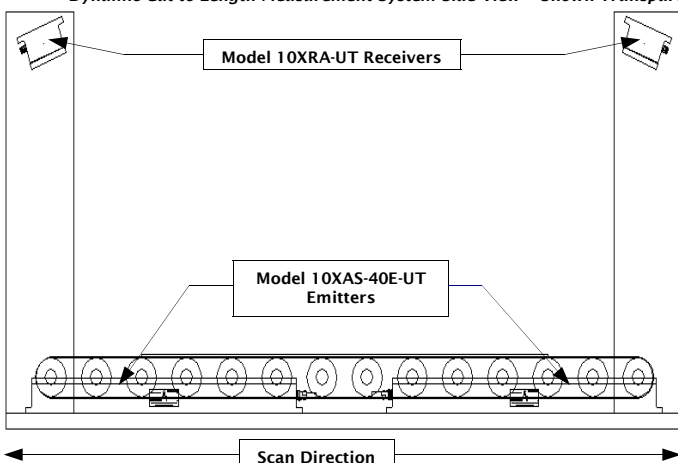 Model 10XRA-UT Receivers
Model 10XAS-40E-UT
Emitters
Scan Direction